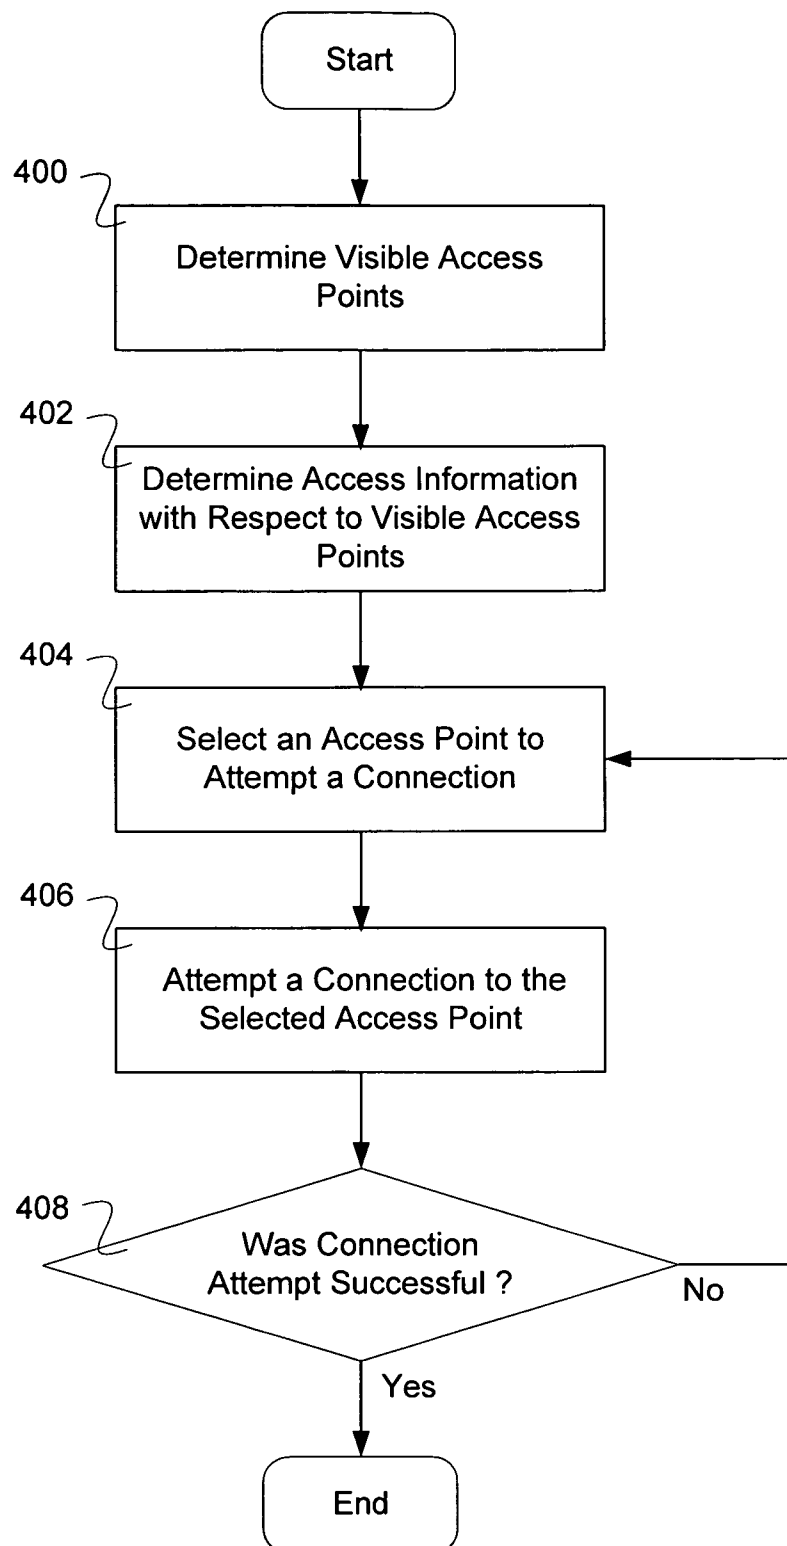 Start
400
Determine Visible Access
Points
402
Determine Access Information
with Respect to Visible Access
Points
404
Select an Access Point to
Attempt a Connection
406
Attempt a Connection to the
Selected Access Point
408
Was Connection
Attempt Successful ?
No
Yes
End